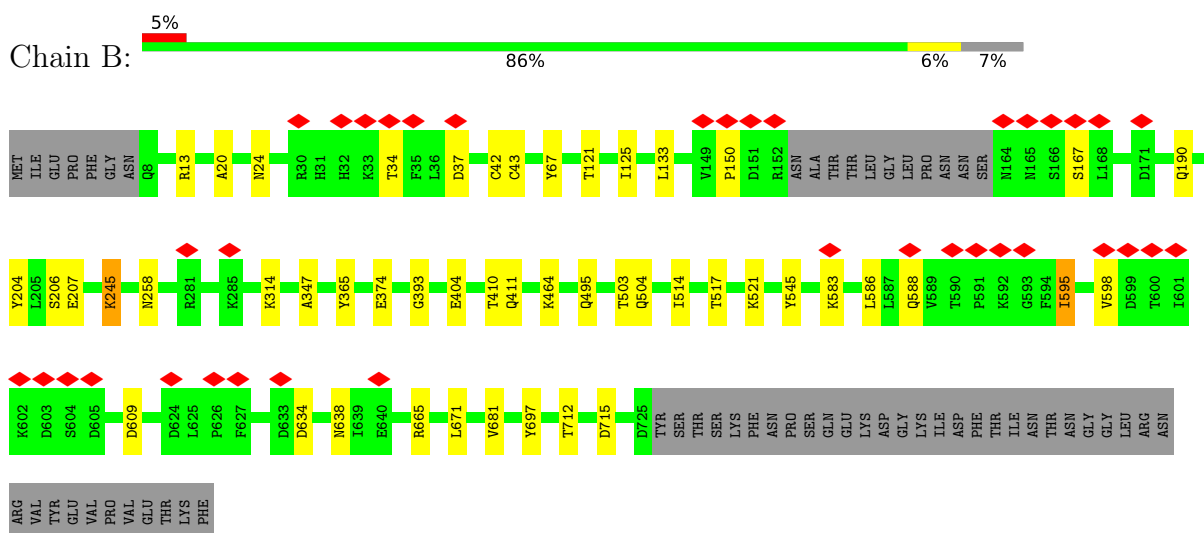 5%
Chain B:
86% 6% 7%
MET ILE GLU PRO PHE GLY ASN Q8 R13 A20 N24 R30 H31 H32 K33 T34 F35 L36 D37 C42 C43 Y67 T121 I125 L133 V149 P150 D151 R152 ASN ALA THR THR LEU GLY LEU PRO ASN ASN SER N164 N165 S166 S167 L168 D171 Q190
Y204 L205 S206 E207 K245 N258 R281 K285 K314 A347 Y365 E374 G393 E404 T410 Q411 K464 Q495 T503 Q504 I514 T517 K521 Y545 K583 L586 L587 Q588 V589 T590 P591 K592 G593 F594 I595 V598 D599 T600 I601
K602 D603 S604 D605 D609 D624 L625 P626 F627 D633 D634 N638 I639 E640 R665 L671 V681 Y697 T712 D715 D725 TYR SER THR SER LYS PHE ASN PRO SER GLN GLU LYS ASP GLY LYS ILE ASP PHE THR ILE ASN THR ASN GLY GLY LEU ARG ASN
ARG VAL TYR GLU VAL PRO VAL GLU THR LYS PHE